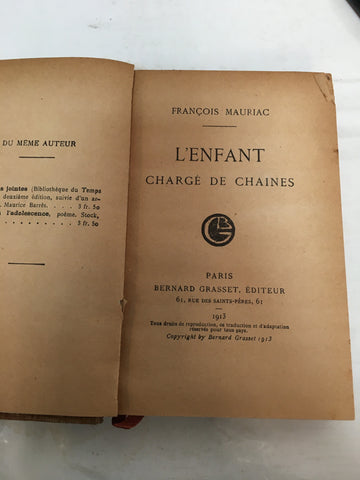 DU MÊME AUTEUR
s jointes (Bibliothèque du Temps
deuxième édition, suivie d'un ar-
. Maurice Barrès. . . . . 3 fr. 50
à l'adolescence, poème. Stock,
. . . . . . . . . 3 fr. 50
FRANÇOIS MAURIAC
L'ENFANT
CHARGÉ DE CHAINES
PARIS
BERNARD GRASSET, ÉDITEUR
61, RUE DES SAINTS-PÈRES, 61
1913
Tous droits de reproduction, de traduction et d'adaptation
réservés pour tous pays.
Copyright by Bernard Grasset 1913